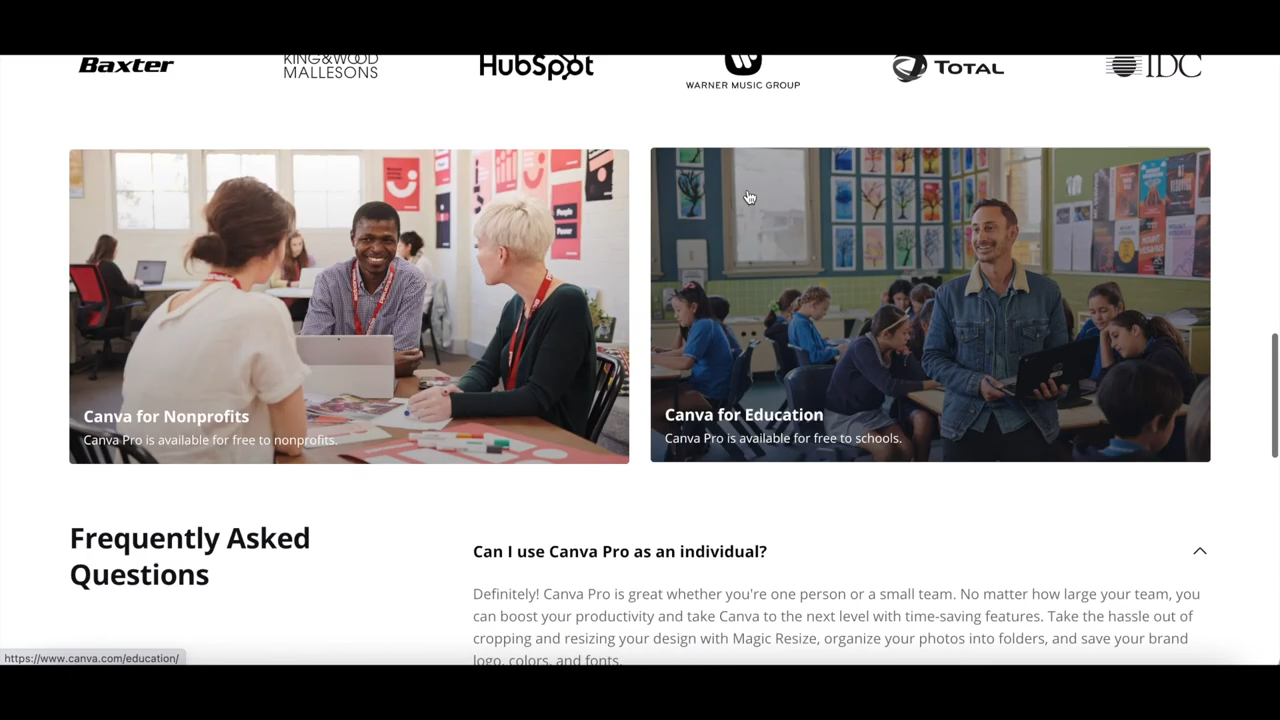 Baxter
KING&WOOD
MALLESONS
HubSpot
WARNER MUSIC GROUP
TOTAL
IDC
People
Power
Canva for Nonprofits
Canva Pro is available for free to nonprofits.
Canva for Education
Canva Pro is available for free to schools.
Frequently Asked
Questions
Can I use Canva Pro as an individual?
Definitely! Canva Pro is great whether you're one person or a small team. No matter how large your team, you
can boost your productivity and take Canva to the next level with time-saving features. Take the hassle out of
cropping and resizing your design with Magic Resize, organize your photos into folders, and save your brand
logo, colors, and fonts.
https://www.canva.com/education/